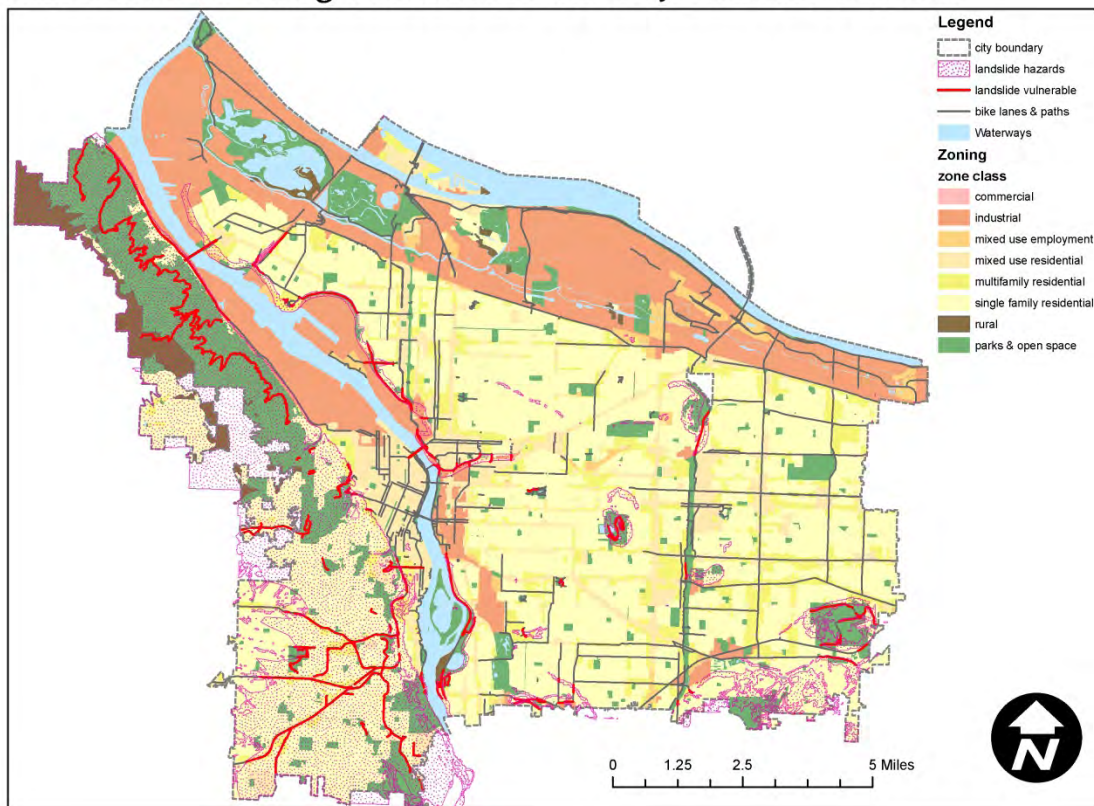 Legend
city boundary
landslide hazards
landslide vulnerable
bike lanes & paths
Waterways
Zoning
zone class
commercial
industrial
mixed use employment
mixed use residential
multifamily residential
single family residential
rural
parks & open space
N
0 1.25 2.5 5 Miles